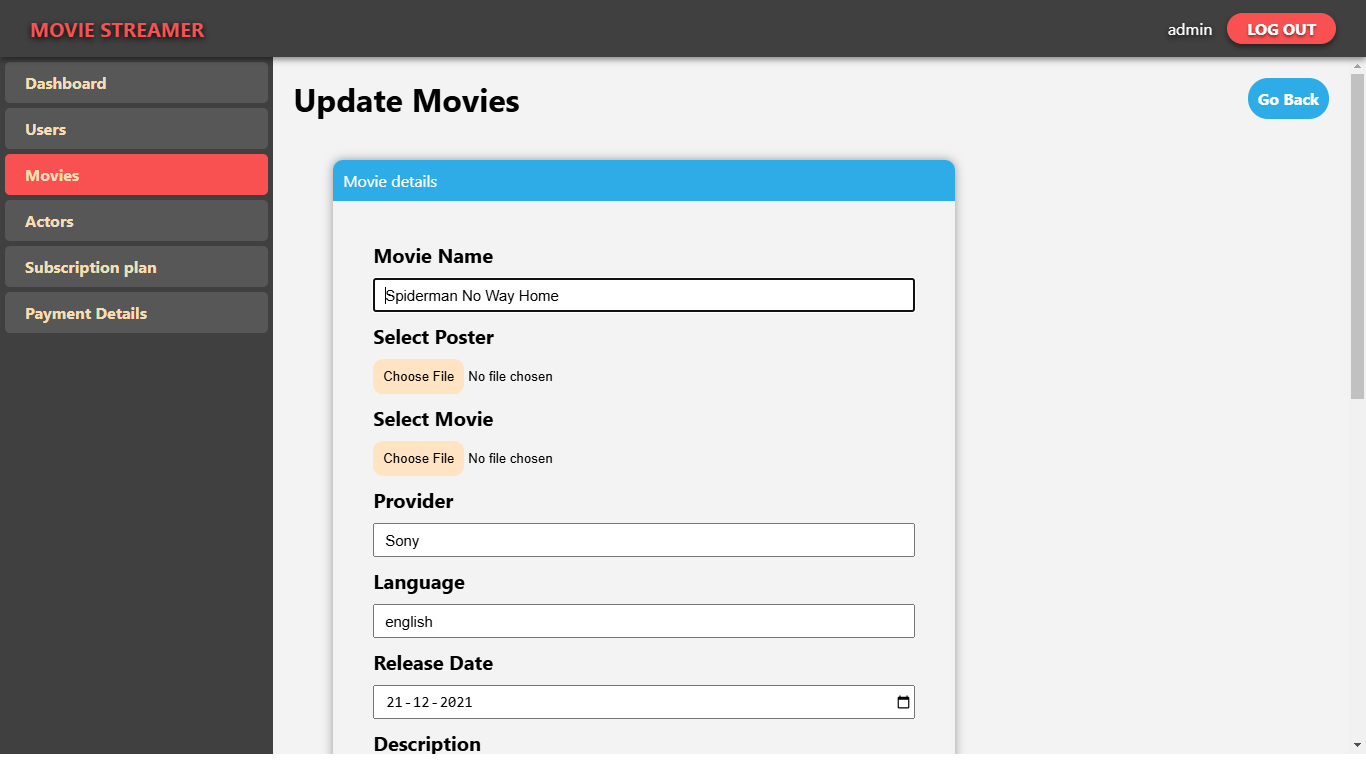 MOVIE STREAMER
admin
LOG OUT
Dashboard
Users
Movies
Actors
Subscription plan
Payment Details
Update Movies
Go Back
Movie details
Movie Name
Spiderman No Way Home
Select Poster
Choose File No file chosen
Select Movie
Choose File No file chosen
Provider
Sony
Language
english
Release Date
21-12-2021
Description